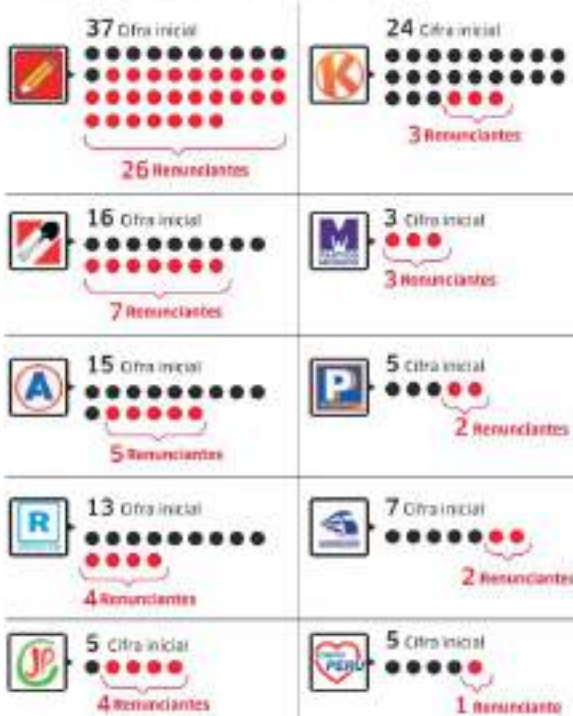 37 Cifra inicial
26 Renunciantes
24 Cifra inicial
3 Renunciantes
16 Cifra inicial
7 Renunciantes
3 Cifra inicial
3 Renunciantes
A
15 Cifra inicial
5 Renunciantes
P
5 Cifra inicial
2 Renunciantes
R
13 Cifra inicial
4 Renunciantes
7 Cifra inicial
2 Renunciantes
JP
5 Cifra inicial
4 Renunciantes
PERU
5 Cifra inicial
1 Renunciante